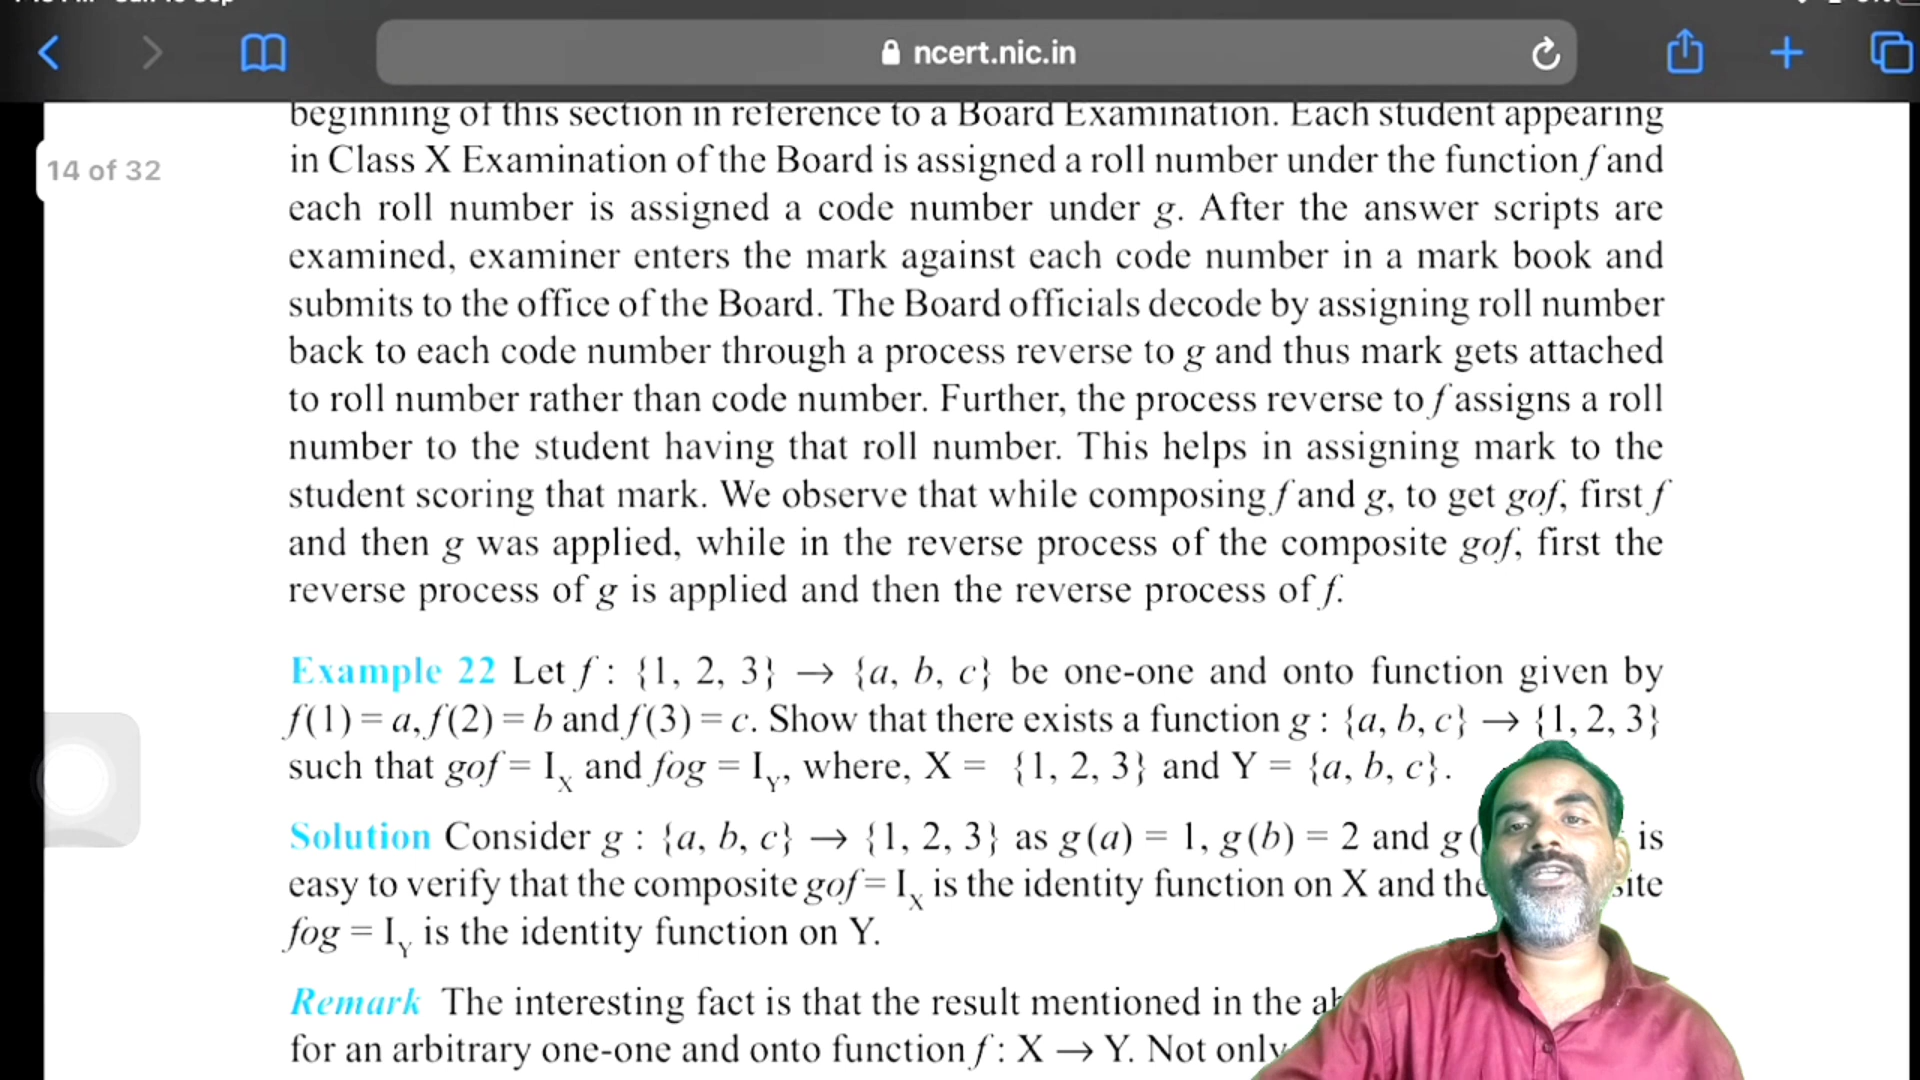 ncert.nic.in
14 of 32
beginning of this section in reference to a Board Examination. Each student appearing
in Class X Examination of the Board is assigned a roll number under the function f and
each roll number is assigned a code number under g. After the answer scripts are
examined, examiner enters the mark against each code number in a mark book and
submits to the office of the Board. The Board officials decode by assigning roll number
back to each code number through a process reverse to g and thus mark gets attached
to roll number rather than code number. Further, the process reverse to f assigns a roll
number to the student having that roll number. This helps in assigning mark to the
student scoring that mark. We observe that while composing f and g, to get gof, first f
and then g was applied, while in the reverse process of the composite gof, first the
reverse process of g is applied and then the reverse process of f.
Example 22 Let f : {1, 2, 3} → {a, b, c} be one-one and onto function given by
f(1) = a, f(2) = b and f(3) = c. Show that there exists a function g : {a, b, c} → {1, 2, 3}
such that gof = I_X and fog = I_Y, where, X = {1, 2, 3} and Y = {a, b, c}.
Solution Consider g : {a, b, c} → {1, 2, 3} as g(a) = 1, g(b) = 2 and g( is
easy to verify that the composite gof = I_X is the identity function on X and the
fog = I_Y is the identity function on Y.
Remark The interesting fact is that the result mentioned in the
for an arbitrary one-one and onto function f : X → Y. Not only